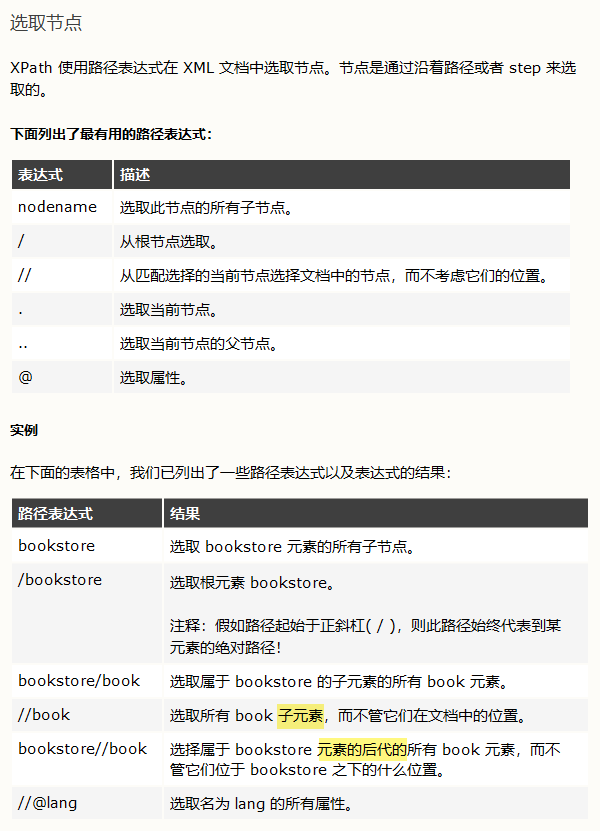 选取节点
XPath 使用路径表达式在 XML 文档中选取节点。节点是通过沿着路径或者 step 来选
取的。
下面列出了最有用的路径表达式：
表达式 描述
nodename 选取此节点的所有子节点。
/ 从根节点选取。
// 从匹配选择的当前节点选择文档中的节点，而不考虑它们的位置。
. 选取当前节点。
.. 选取当前节点的父节点。
@ 选取属性。
实例
在下面的表格中，我们已列出了一些路径表达式以及表达式的结果：
路径表达式 结果
bookstore 选取 bookstore 元素的所有子节点。
/bookstore 选取根元素 bookstore。
注释：假如路径起始于正斜杠( / )，则此路径始终代表到某
元素的绝对路径！
bookstore/book 选取属于 bookstore 的子元素的所有 book 元素。
//book 选取所有 book 子元素，而不管它们在文档中的位置。
bookstore//book 选择属于 bookstore 元素的后代的所有 book 元素，而不
管它们位于 bookstore 之下的什么位置。
//@lang 选取名为 lang 的所有属性。